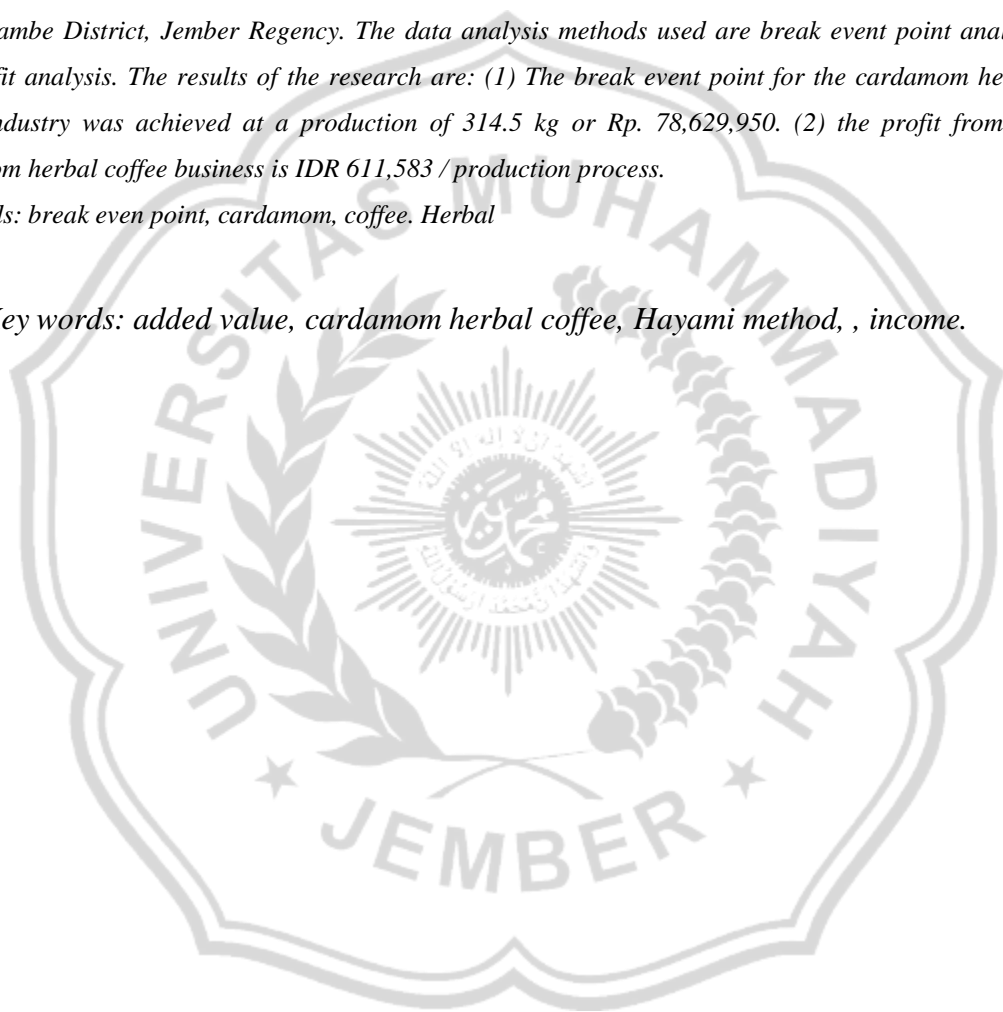 ambe District, Jember Regency. The data analysis methods used are break event point anal
fit analysis. The results of the research are: (1) The break event point for the cardamom he
ndustry was achieved at a production of 314.5 kg or Rp. 78,629,950. (2) the profit from
om herbal coffee business is IDR 611,583 / production process.
ls: break even point, cardamom, coffee. Herbal
ey words: added value, cardamom herbal coffee, Hayami method, , income.
UNIVERSITAS MUHAMMADIYAH
JEMBER